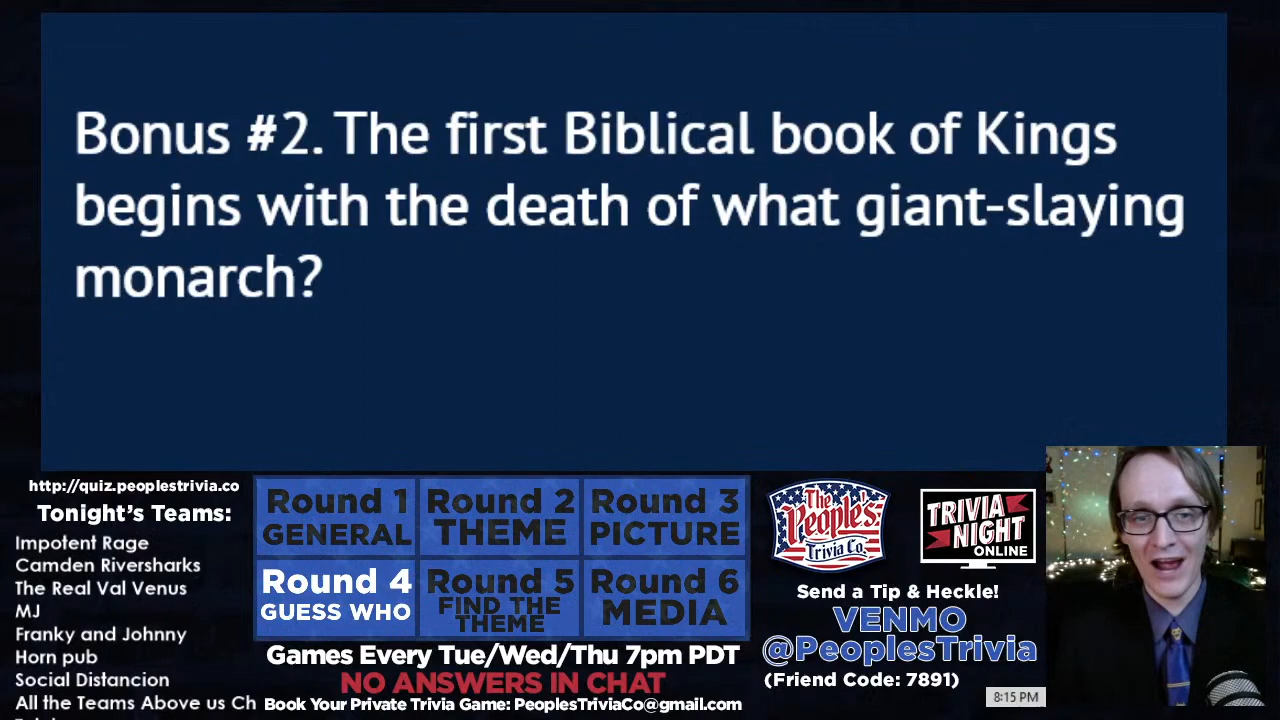 Bonus #2. The first Biblical book of Kings
begins with the death of what giant-slaying
monarch?
http://quiz.peoplestrivia.co
Tonight's Teams:
Impotent Rage
Camden Riversharks
The Real Val Venus
MJ
Franky and Johnny
Horn pub
Social Distancion
All the Teams Above us Ch
Round 1
GENERAL
Round 2
THEME
Round 3
PICTURE
Round 4
GUESS WHO
Round 5
FIND THE
THEME
Round 6
MEDIA
Games Every Tue/Wed/Thu 7pm PDT
NO ANSWERS IN CHAT
Book Your Private Trivia Game: PeoplesTriviaCo@gmail.com
The
People's
Trivia Co.
TRIVIA
NIGHT
ONLINE
Send a Tip & Heckle!
VENMO
@PeoplesTrivia
(Friend Code: 7891)
8:15 PM